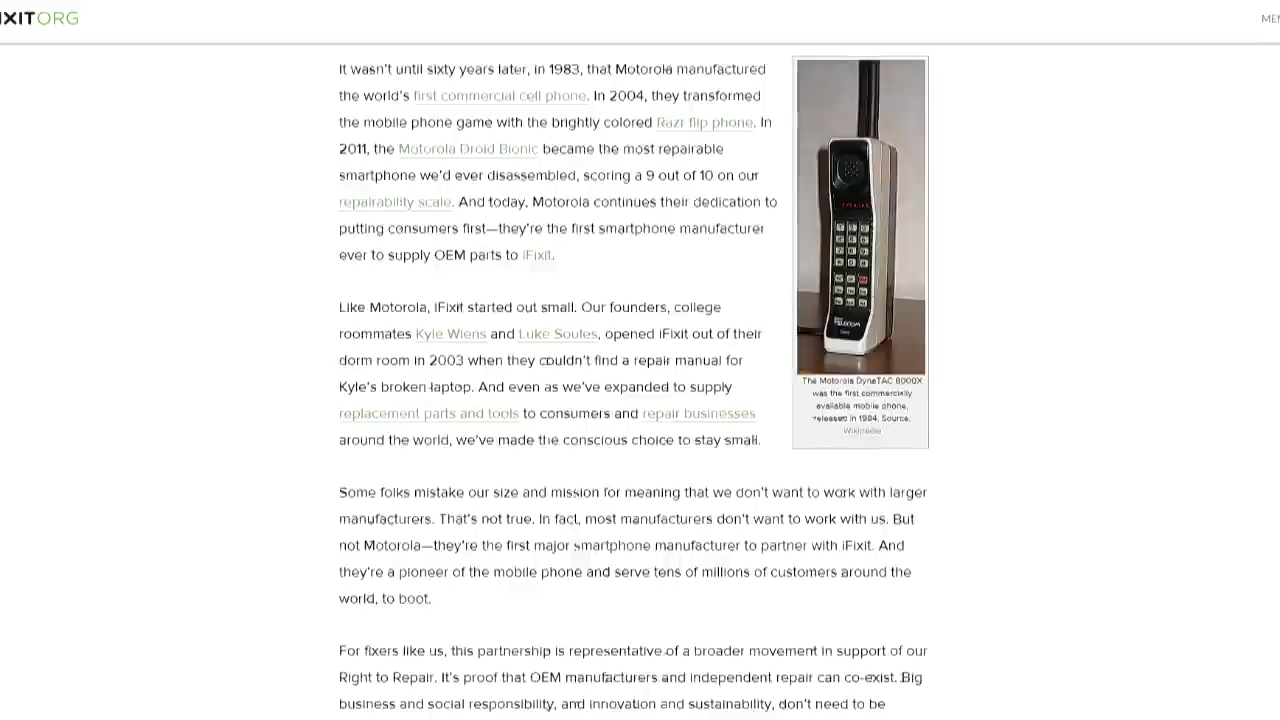 IXITORG
MEN
It wasn't until sixty years later, in 1983, that Motorola manufactured
the world's first commercial cell phone. In 2004, they transformed
the mobile phone game with the brightly colored Razr flip phone. In
2011, the Motorola Droid Bionic became the most repairable
smartphone we'd ever disassembled, scoring a 9 out of 10 on our
repairability scale. And today, Motorola continues their dedication to
putting consumers first—they're the first smartphone manufacturer
ever to supply OEM parts to iFixit.
The Motorola DynaTAC 8000X
was the first commercially
available mobile phone,
released in 1984. Source:
Wikipedia
Like Motorola, iFixit started out small. Our founders, college
roommates Kyle Wiens and Luke Soules, opened iFixit out of their
dorm room in 2003 when they couldn't find a repair manual for
Kyle's broken laptop. And even as we've expanded to supply
replacement parts and tools to consumers and repair businesses
around the world, we've made the conscious choice to stay small.
Some folks mistake our size and mission for meaning that we don't want to work with larger
manufacturers. That's not true. In fact, most manufacturers don't want to work with us. But
not Motorola—they're the first major smartphone manufacturer to partner with iFixit. And
they're a pioneer of the mobile phone and serve tens of millions of customers around the
world, to boot.
For fixers like us, this partnership is representative of a broader movement in support of our
Right to Repair. It's proof that OEM manufacturers and independent repair can co-exist. Big
business and social responsibility, and innovation and sustainability, don't need to be